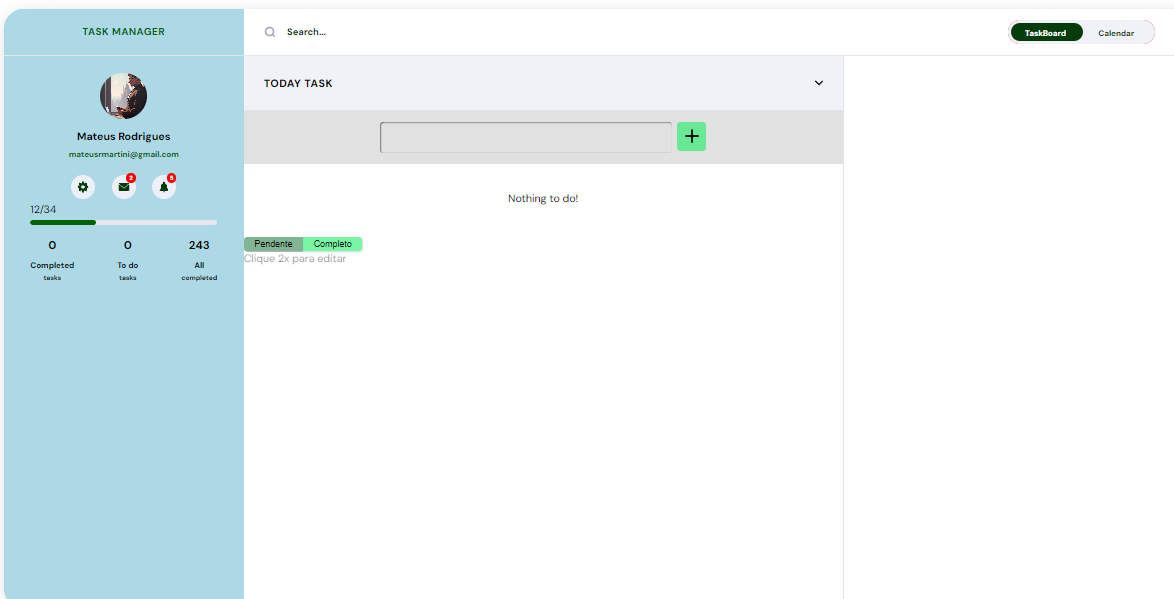 TASK MANAGER
Search...
TaskBoard
Calendar
Mateus Rodrigues
mateusrmartini@gmail.com
2
5
12/34
0
0
243
Completed
To do
All
tasks
tasks
completed
TODAY TASK
+
Nothing to do!
Pendente
Completo
Clique 2x para editar